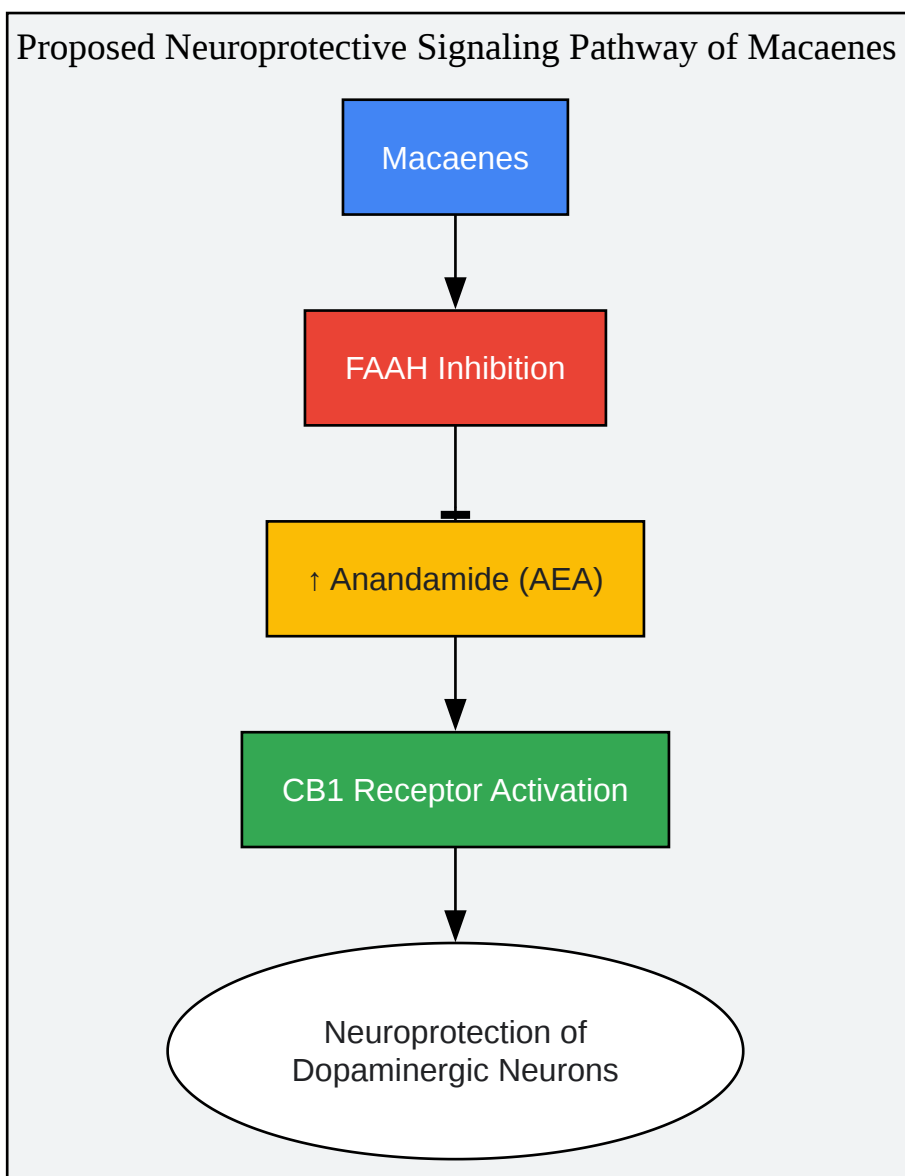 Proposed Neuroprotective Signaling Pathway of Macaenes
Macaenes
FAAH Inhibition
↑ Anandamide (AEA)
CB1 Receptor Activation
Neuroprotection of
Dopaminergic Neurons